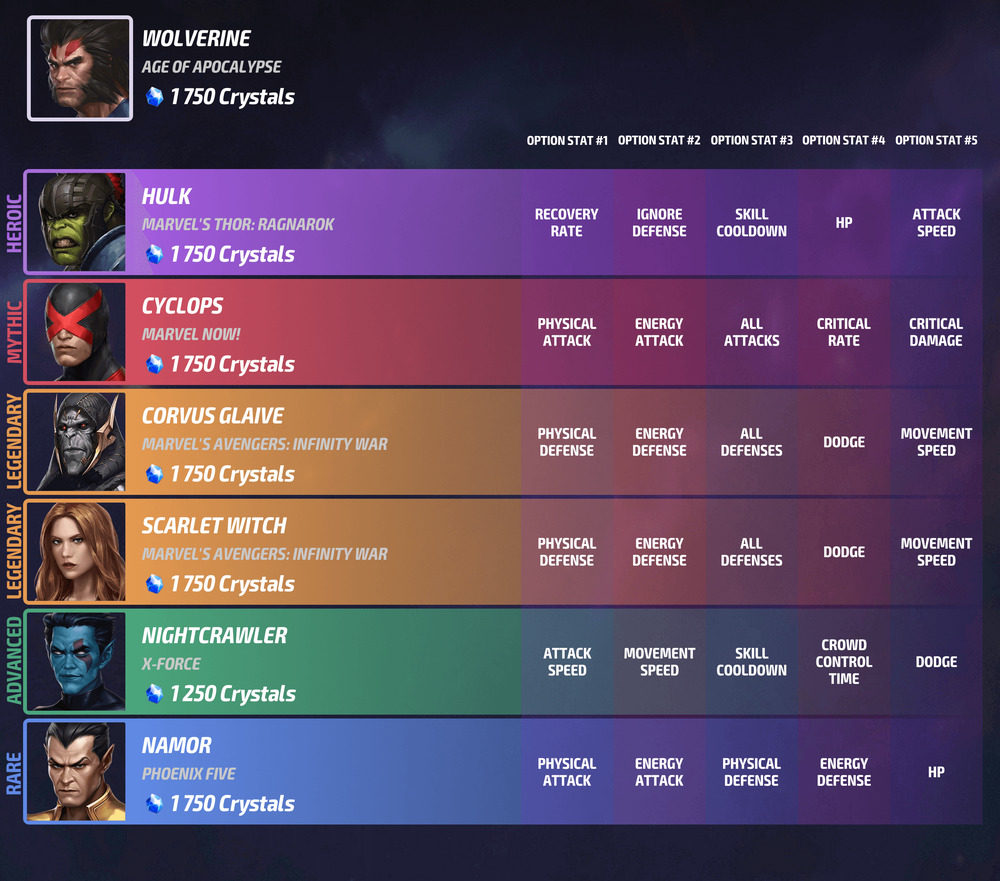 WOLVERINE
AGE OF APOCALYPSE
1 750 Crystals
OPTION STAT #1 OPTION STAT #2 OPTION STAT #3 OPTION STAT #4 OPTION STAT #5
HEROIC
HULK
MARVEL'S THOR: RAGNAROK
1 750 Crystals
RECOVERY
RATE
IGNORE
DEFENSE
SKILL
COOLDOWN
HP
ATTACK
SPEED
MYTHIC
CYCLOPS
MARVEL NOW!
1 750 Crystals
PHYSICAL
ATTACK
ENERGY
ATTACK
ALL
ATTACKS
CRITICAL
RATE
CRITICAL
DAMAGE
LEGENDARY
CORVUS GLAIVE
MARVEL'S AVENGERS: INFINITY WAR
1 750 Crystals
PHYSICAL
DEFENSE
ENERGY
DEFENSE
ALL
DEFENSES
DODGE
MOVEMENT
SPEED
LEGENDARY
SCARLET WITCH
MARVEL'S AVENGERS: INFINITY WAR
1 750 Crystals
PHYSICAL
DEFENSE
ENERGY
DEFENSE
ALL
DEFENSES
DODGE
MOVEMENT
SPEED
ADVANCED
NIGHTCRAWLER
X-FORCE
1 250 Crystals
ATTACK
SPEED
MOVEMENT
SPEED
SKILL
COOLDOWN
CROWD
CONTROL
TIME
DODGE
RARE
NAMOR
PHOENIX FIVE
1 750 Crystals
PHYSICAL
ATTACK
ENERGY
ATTACK
PHYSICAL
DEFENSE
ENERGY
DEFENSE
HP